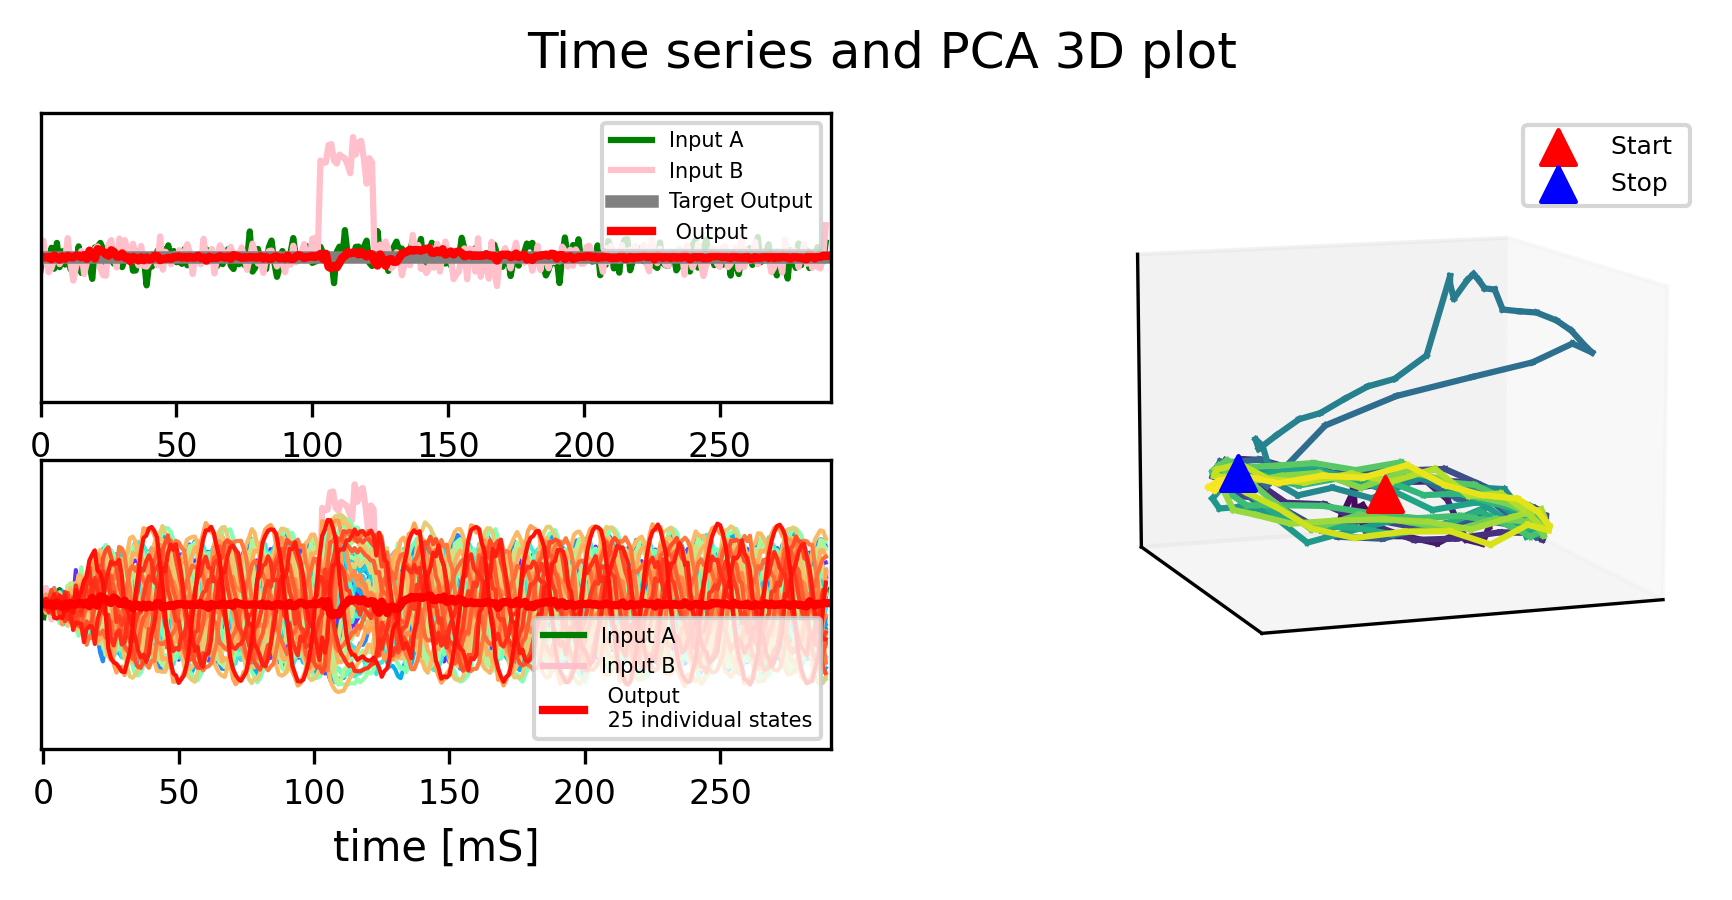 Time series and PCA 3D plot
Input A
Input B
Target Output
Output
0 50 100 150 200 250
Input A
Input B
Output
25 individual states
0 50 100 150 200 250
time [mS]
Start
Stop